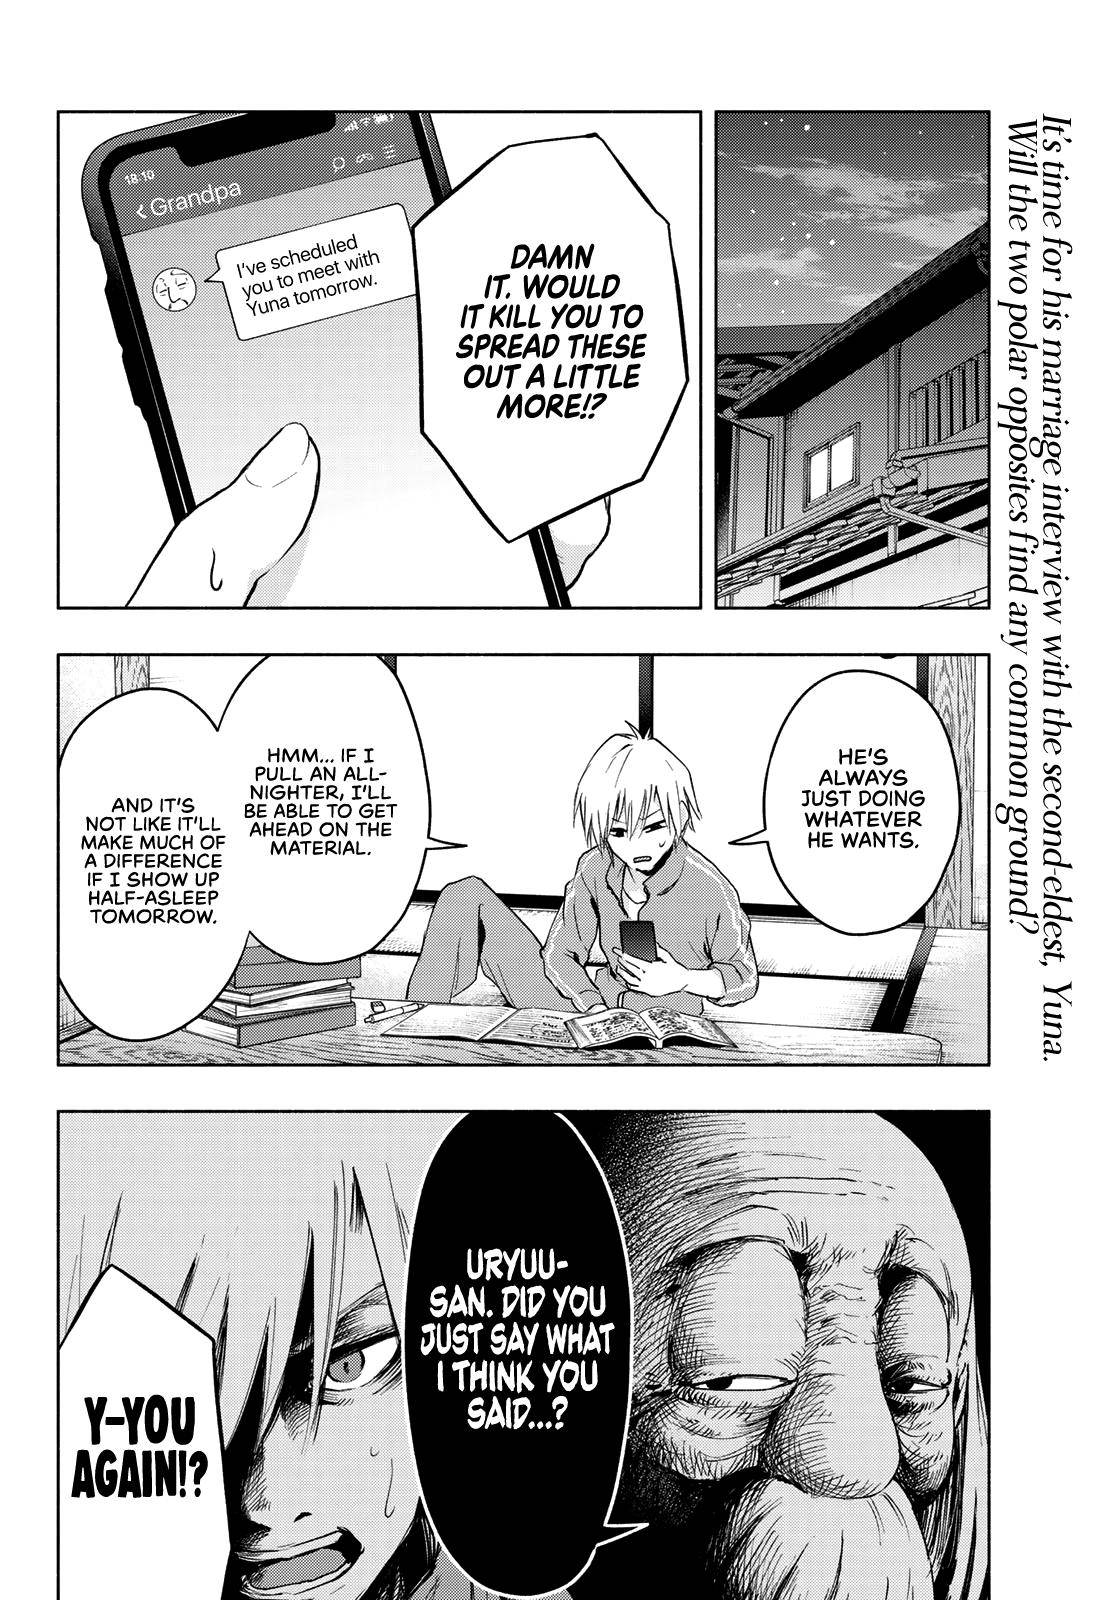 It's time for his marriage interview with the second-eldest, Yuna.
Will the two polar opposites find any common ground?
18:10
Grandpa
I've scheduled
you to meet with
Yuna tomorrow.
DAMN
IT. WOULD
IT KILL YOU TO
SPREAD THESE
OUT A LITTLE
MORE!?
HE'S
ALWAYS
JUST DOING
WHATEVER
HE WANTS.
HMM... IF I
PULL AN ALL-
NIGHTER, I'LL
BE ABLE TO GET
AHEAD ON THE
MATERIAL.
AND IT'S
NOT LIKE IT'LL
MAKE MUCH OF
A DIFFERENCE
IF I SHOW UP
HALF-ASLEEP
TOMORROW.
URYUU-
SAN. DID YOU
JUST SAY WHAT
I THINK YOU
SAID...?
Y-YOU
AGAIN!?